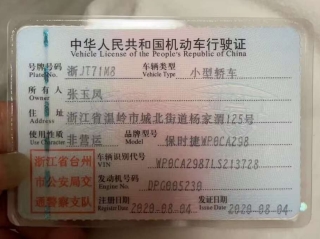 中华人民共和国机动车行驶证
Vehicle License of the People's Republic of China
号牌号码 浙JT71M8 车辆类型 小型轿车
Plate No. Vehicle Type
所有人 张玉凤
Owner
住址 浙江省温岭市城北街道杨家渭125号
Address
使用性质 非营运 品牌型号 保时捷WP0CA298
Use Character Model
浙江省台州 车辆识别代号 WP0CA2987LS213728
VIN
市公安局交 发动机号码 DPG005230
Engine No.
通警察支队 注册日期 2020-08-04 发证日期 2020-08-04
Register Date Issue Date